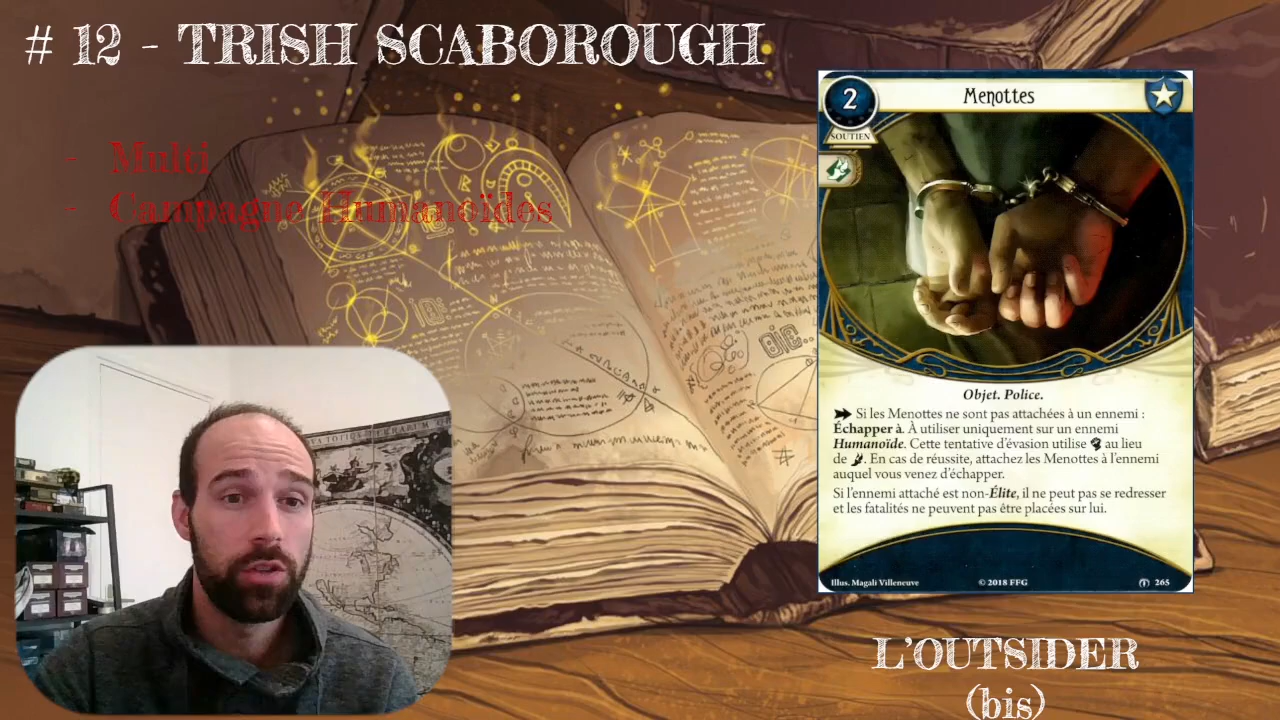 # 12 - TRISH SCABOROUGH
- Multi
- Campagne Humanoïdes
2
Menottes
SOUTIEN
Objet. Police.
Si les Menottes ne sont pas attachées à un ennemi :
Échapper à. À utiliser uniquement sur un ennemi
Humanoïde. Cette tentative d'évasion utilise au lieu
de . En cas de réussite, attachez les Menottes à l'ennemi
auquel vous venez d'échapper.
Si l'ennemi attaché est non-Élite, il ne peut pas se redresser
et les fatalités ne peuvent pas être placées sur lui.
Illus. Magali Villeneuve © 2018 FFG 265
L'OUTSIDER
(bis)